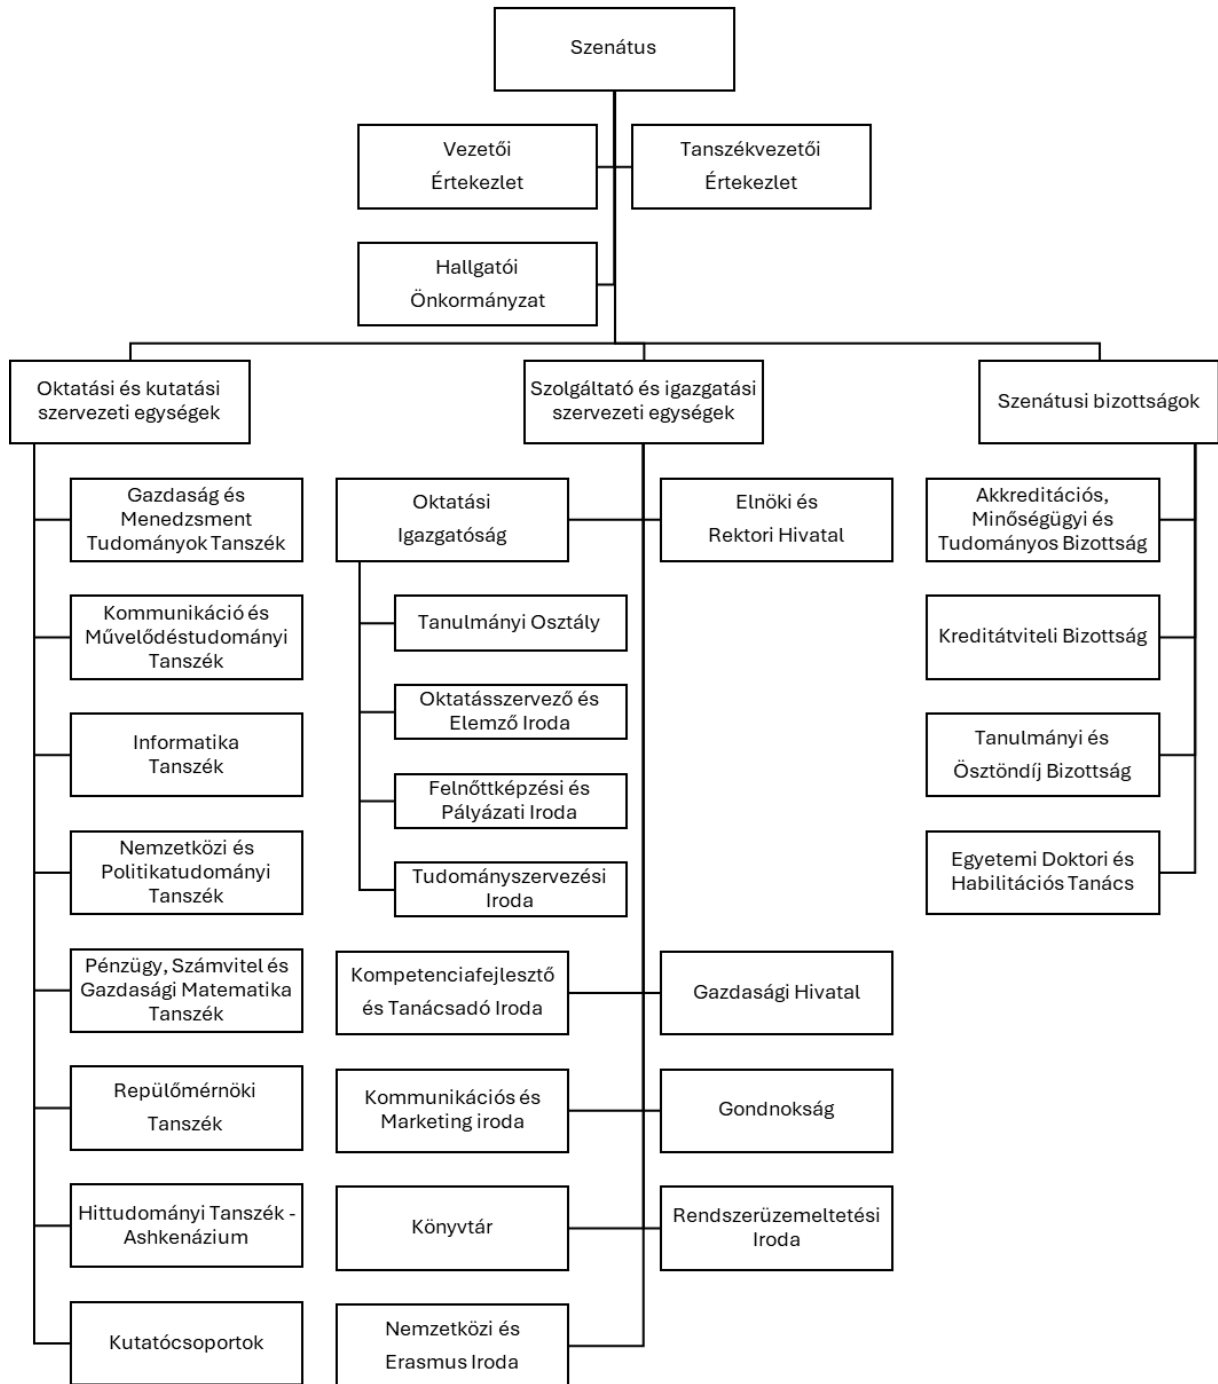 Szenátus
Vezetői
Értekezlet
Tanszékvezetői
Értekezlet
Hallgatói
Önkormányzat
Oktatási és kutatási
szervezeti egységek
Szolgáltató és igazgatási
szervezeti egységek
Szenátusi bizottságok
Gazdaság és
Menedzsment
Tudományok Tanszék
Kommunikáció és
Művelődéstudományi
Tanszék
Informatika
Tanszék
Nemzetközi és
Politikatudományi
Tanszék
Pénzügy, Számvitel és
Gazdasági Matematika
Tanszék
Repülőmérnöki
Tanszék
Hittudományi Tanszék -
Ashkenázium
Kutatócsoportok
Oktatási
Igazgatóság
Tanulmányi Osztály
Oktatásszervező és
Elemző Iroda
Felnőttképzési és
Pályázati Iroda
Tudományszervezési
Iroda
Kompetenciafejlesztő
és Tanácsadó Iroda
Kommunikációs és
Marketing iroda
Könyvtár
Nemzetközi és
Erasmus Iroda
Elnöki és
Rektori Hivatal
Gazdasági Hivatal
Gondnokság
Rendszerüzemeltetési
Iroda
Akkreditációs,
Minőségügyi és
Tudományos Bizottság
Kreditátviteli Bizottság
Tanulmányi és
Ösztöndíj Bizottság
Egyetemi Doktori és
Habilitációs Tanács